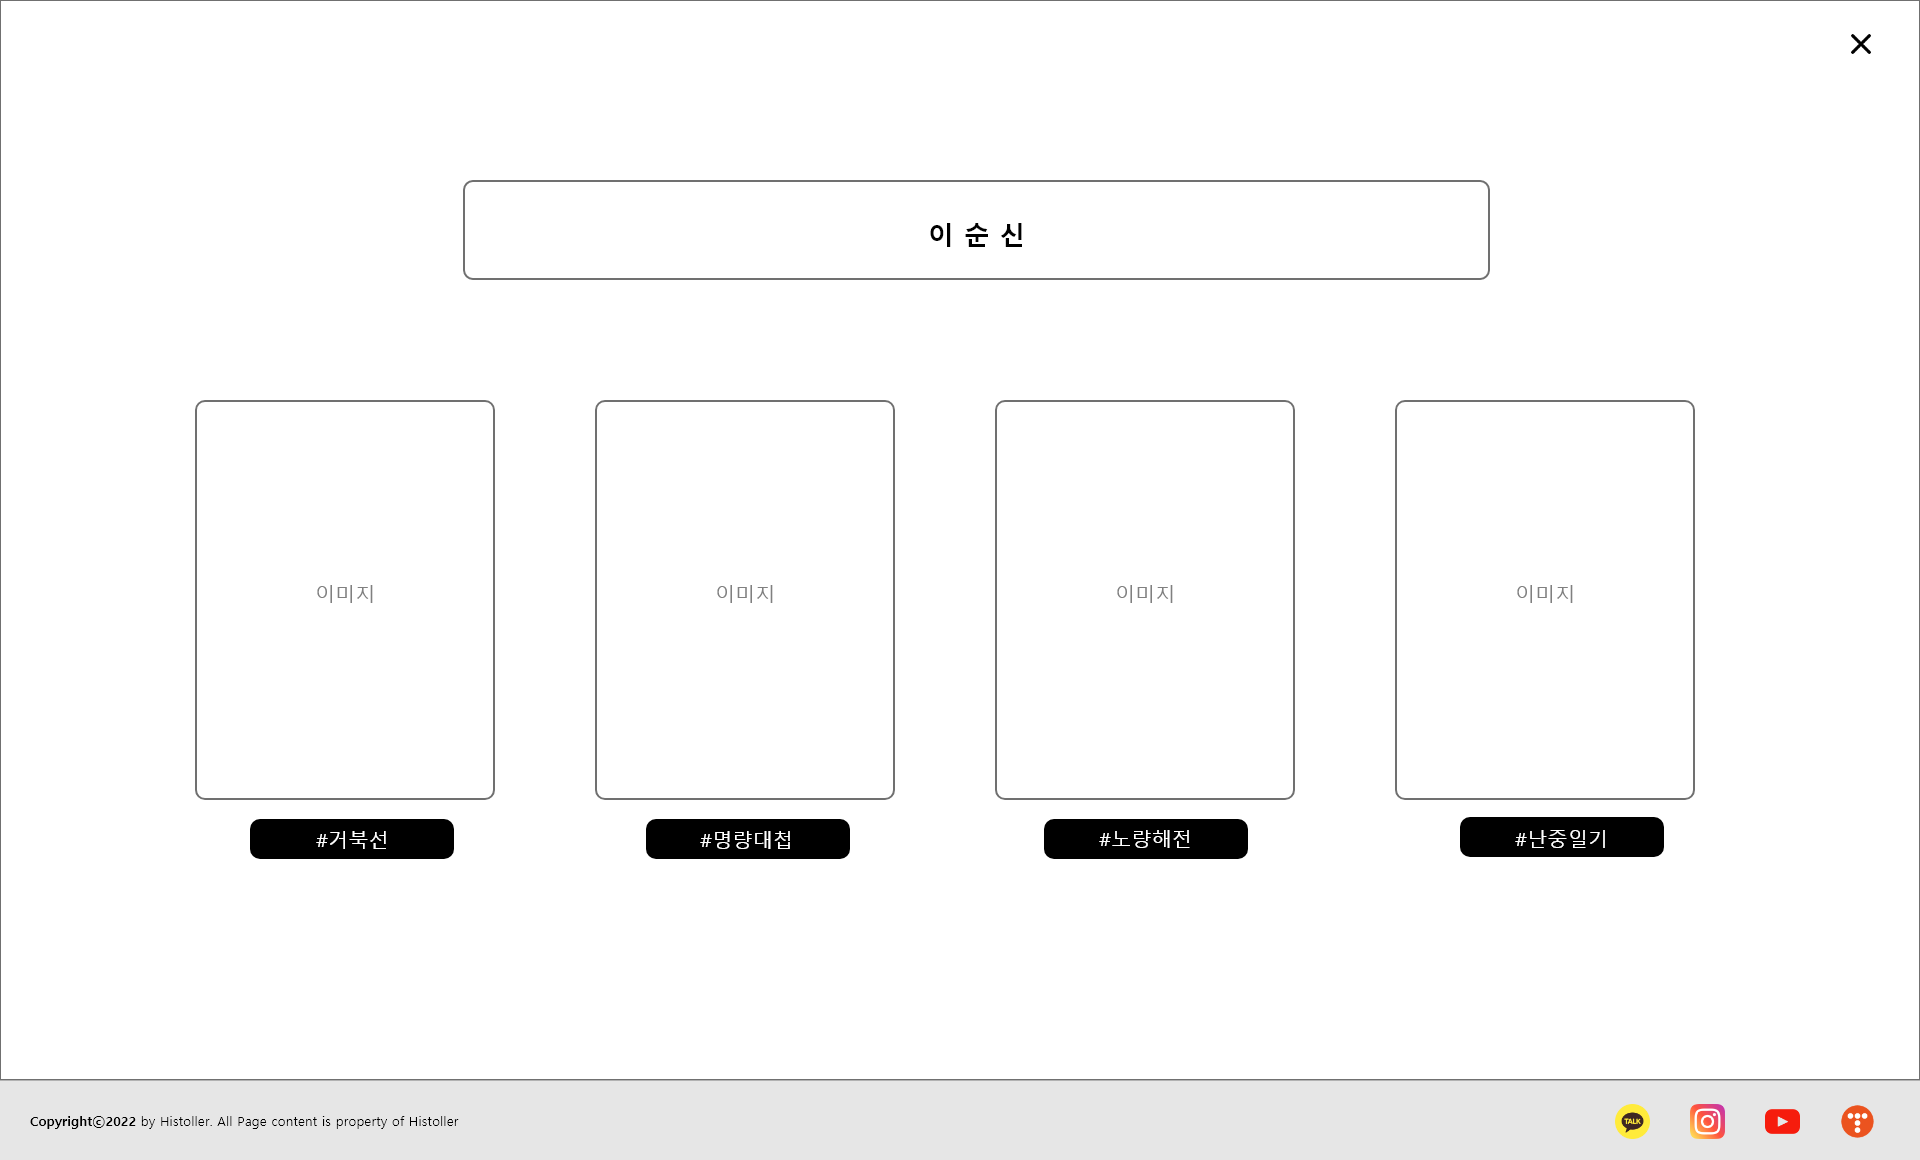 이 순 신
이미지
이미지
이미지
이미지
#거북선
#명량대첩
#노량해전
#난중일기
Copyrightⓒ2022 by Histoller. All Page content is property of Histoller
TALK